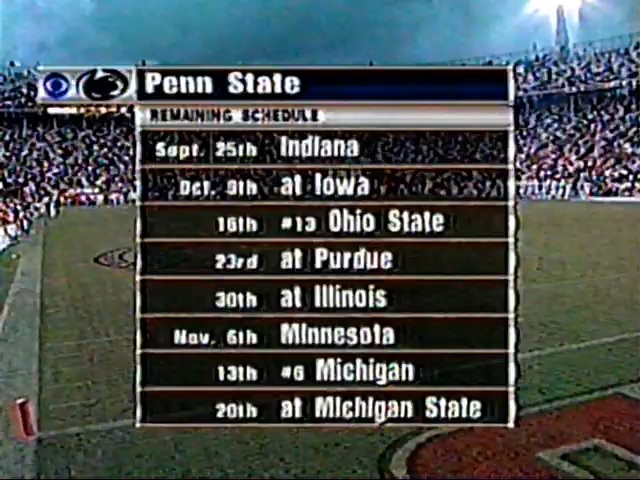 Penn State
REMAINING SCHEDULE
Sept. 25th Indiana
Oct. 9th at Iowa
16th #13 Ohio State
23rd at Purdue
30th at Illinois
Nov. 6th Minnesota
13th #6 Michigan
20th at Michigan State